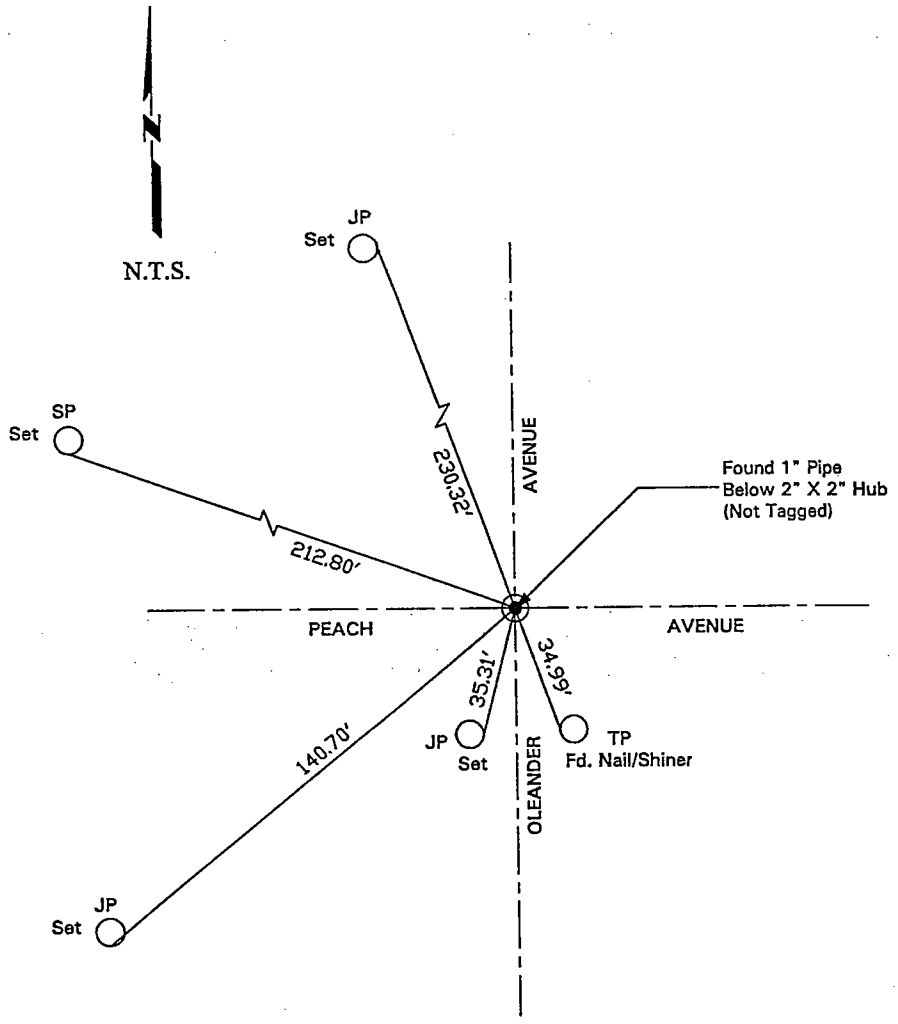 N
N.T.S.
JP
Set
SP
Set
230.32'
AVENUE
Found 1" Pipe
Below 2" X 2" Hub
(Not Tagged)
212.80'
PEACH
AVENUE
35.31'
34.99'
140.70'
JP
Set
TP
Fd. Nail/Shiner
OLEANDER
JP
Set